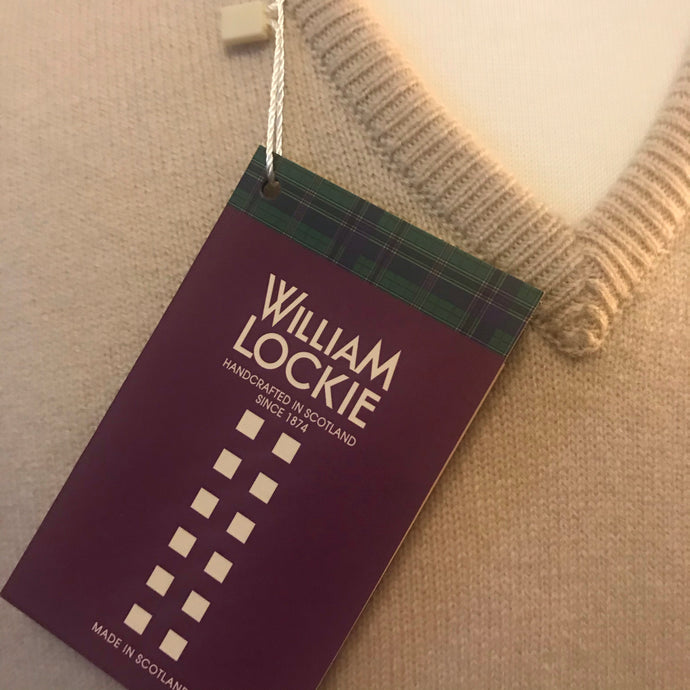 WILLIAM
LOCKIE
HANDCRAFTED IN SCOTLAND
SINCE 1874
MADE IN SCOTLAND